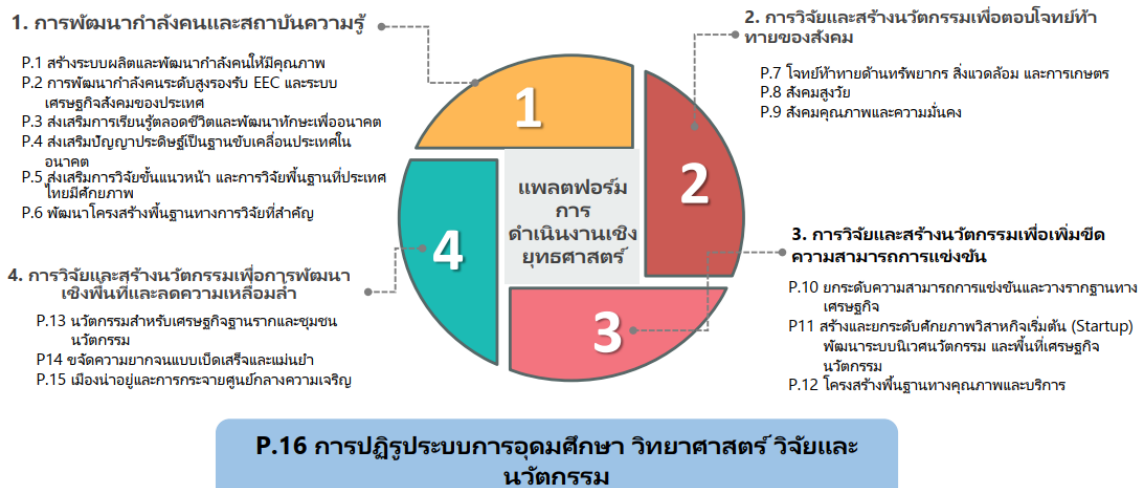 1. การพัฒนากำลังคนและสถาบันความรู้
P.1 สร้างระบบผลิตและพัฒนากำลังคนให้มีคุณภาพ
P.2 การพัฒนากำลังคนระดับสูงรองรับ EEC และระบบ
เศรษฐกิจสังคมของประเทศ
P.3 ส่งเสริมการเรียนรู้ตลอดชีวิตและพัฒนาทักษะเพื่ออนาคต
P.4 ส่งเสริมปัญญาประดิษฐ์เป็นฐานขับเคลื่อนประเทศใน
อนาคต
P.5 ส่งเสริมการวิจัยขั้นแนวหน้า และการวิจัยพื้นฐานที่ประเทศ
ไทยมีศักยภาพ
P.6 พัฒนาโครงสร้างพื้นฐานทางการวิจัยที่สำคัญ
2. การวิจัยและสร้างนวัตกรรมเพื่อตอบโจทย์ท้า
ทายของสังคม
P.7 โจทย์ท้าทายด้านทรัพยากร สิ่งแวดล้อม และการเกษตร
P.8 สังคมสูงวัย
P.9 สังคมคุณภาพและความมั่นคง
1
2
3
4
แพลตฟอร์ม
การ
ดำเนินงานเชิง
ยุทธศาสตร์
3. การวิจัยและสร้างนวัตกรรมเพื่อเพิ่มขีด
ความสามารถการแข่งขัน
P.10 ยกระดับความสามารถการแข่งขันและวางรากฐานทาง
เศรษฐกิจ
P11 สร้างและยกระดับศักยภาพวิสาหกิจเริ่มต้น (Startup)
พัฒนาระบบนิเวศนวัตกรรม และพื้นที่เศรษฐกิจ
นวัตกรรม
P.12 โครงสร้างพื้นฐานทางคุณภาพและบริการ
4. การวิจัยและสร้างนวัตกรรมเพื่อการพัฒนา
เชิงพื้นที่และลดความเหลื่อมล้ำ
P.13 นวัตกรรมสำหรับเศรษฐกิจฐานรากและชุมชน
นวัตกรรม
P14 ขจัดความยากจนแบบเบ็ดเสร็จและแม่นยำ
P.15 เมืองน่าอยู่และการกระจายศูนย์กลางความเจริญ
P.16 การปฏิรูประบบการอุดมศึกษา วิทยาศาสตร์ วิจัยและ
นวัตกรรม